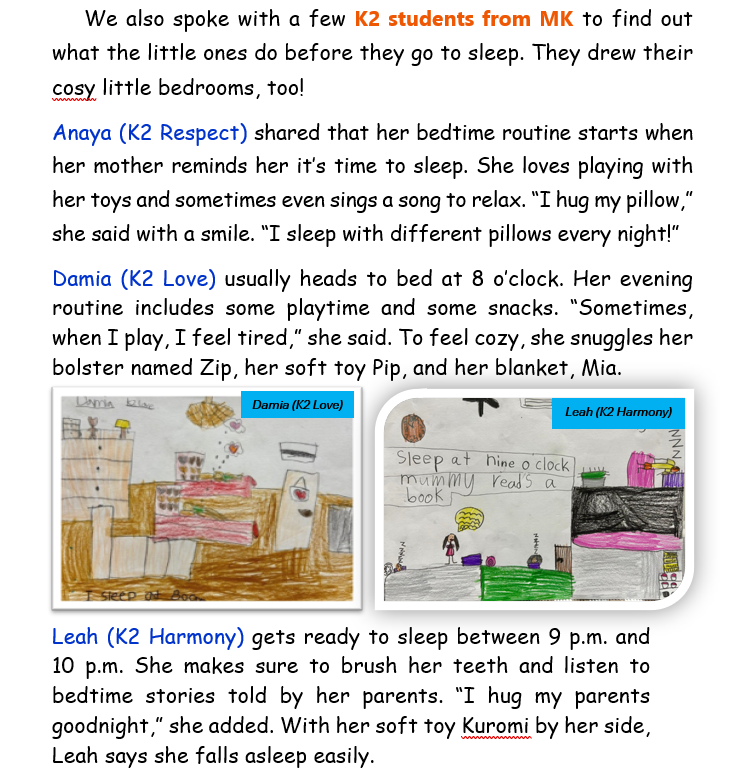 We also spoke with a few K2 students from MK to find out
what the little ones do before they go to sleep. They drew their
cosy little bedrooms, too!
Anaya (K2 Respect) shared that her bedtime routine starts when
her mother reminds her it’s time to sleep. She loves playing with
her toys and sometimes even sings a song to relax. “I hug my pillow,”
she said with a smile. “I sleep with different pillows every night!”
Damia (K2 Love) usually heads to bed at 8 o’clock. Her evening
routine includes some playtime and some snacks. “Sometimes,
when I play, I feel tired,” she said. To feel cozy, she snuggles her
bolster named Zip, her soft toy Pip, and her blanket, Mia.
Damia
Damia (K2 Love)
I sleep at 8:00
Leah (K2 Harmony)
Sleep at nine o'clock
mummy reads a
book
zzz
Leah (K2 Harmony) gets ready to sleep between 9 p.m. and
10 p.m. She makes sure to brush her teeth and listen to
bedtime stories told by her parents. “I hug my parents
goodnight,” she added. With her soft toy Kuromi by her side,
Leah says she falls asleep easily.